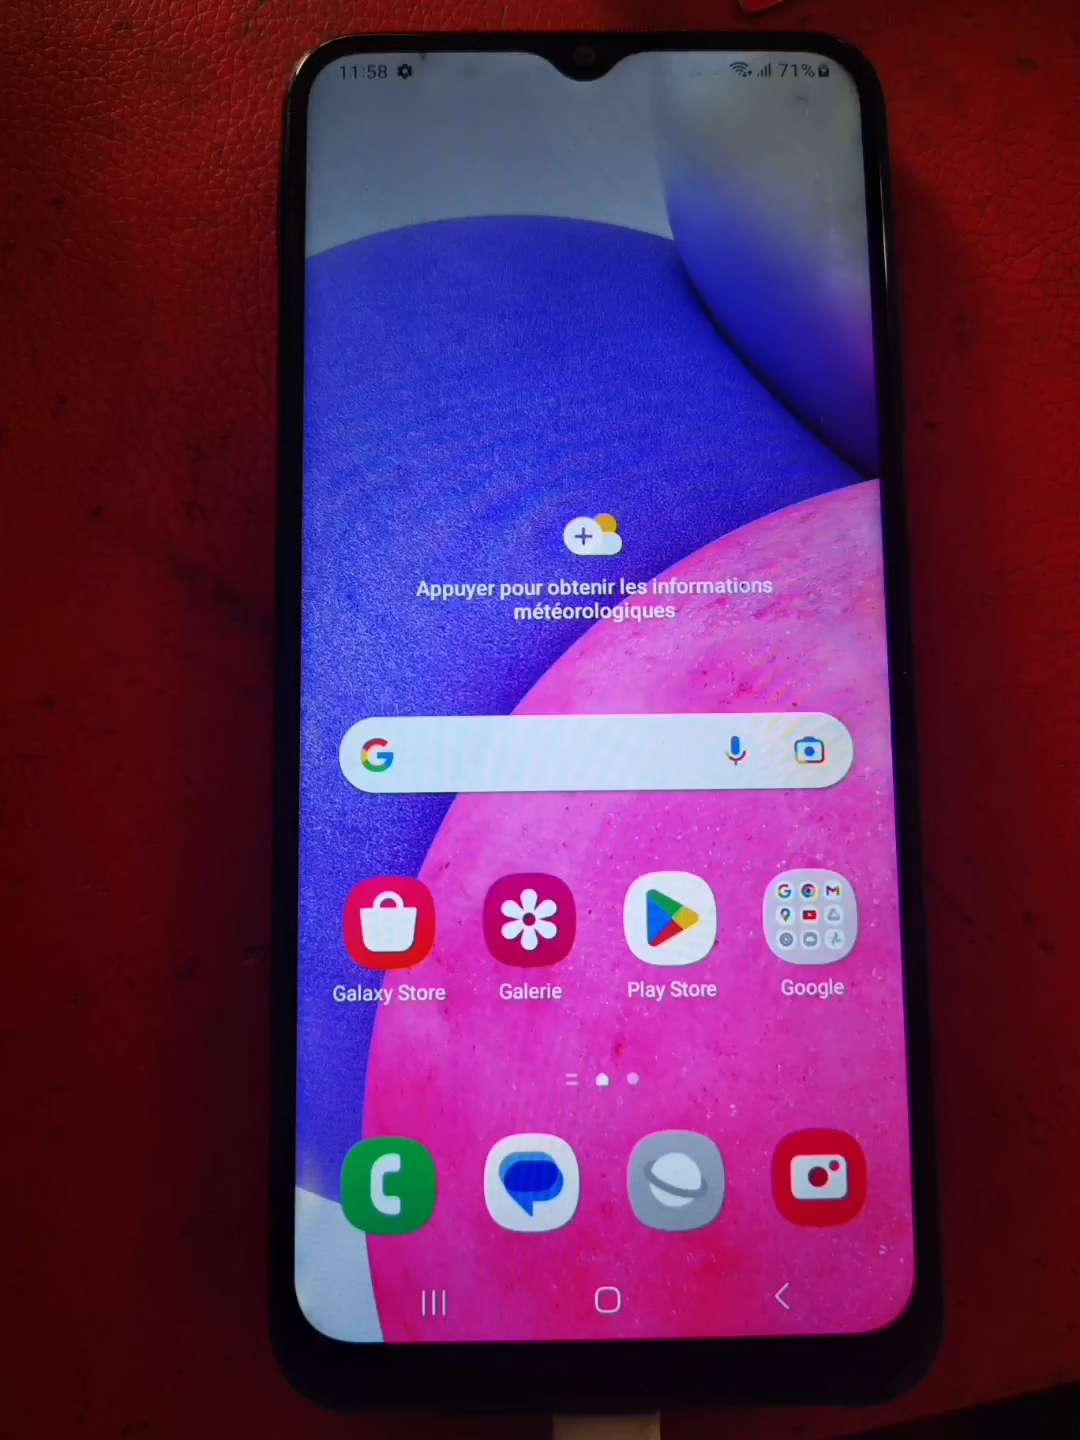 11:58 71%
Appuyer pour obtenir les informations
météorologiques
Galaxy Store Galerie Play Store Google